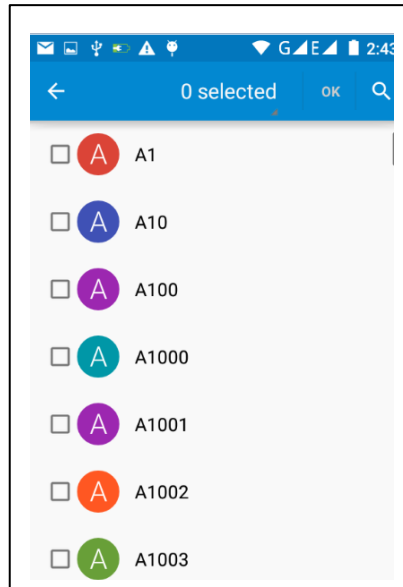 G E 2:43
0 selected OK
A A1
A A10
A A100
A A1000
A A1001
A A1002
A A1003